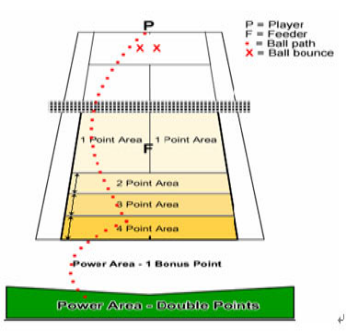 P
P = Player
F = Feeder
• = Ball path
X = Ball bounce
X X
1 Point Area 1 Point Area
F
2 Point Area
3 Point Area
4 Point Area
Power Area - 1 Bonus Point
Power Area - Double Points